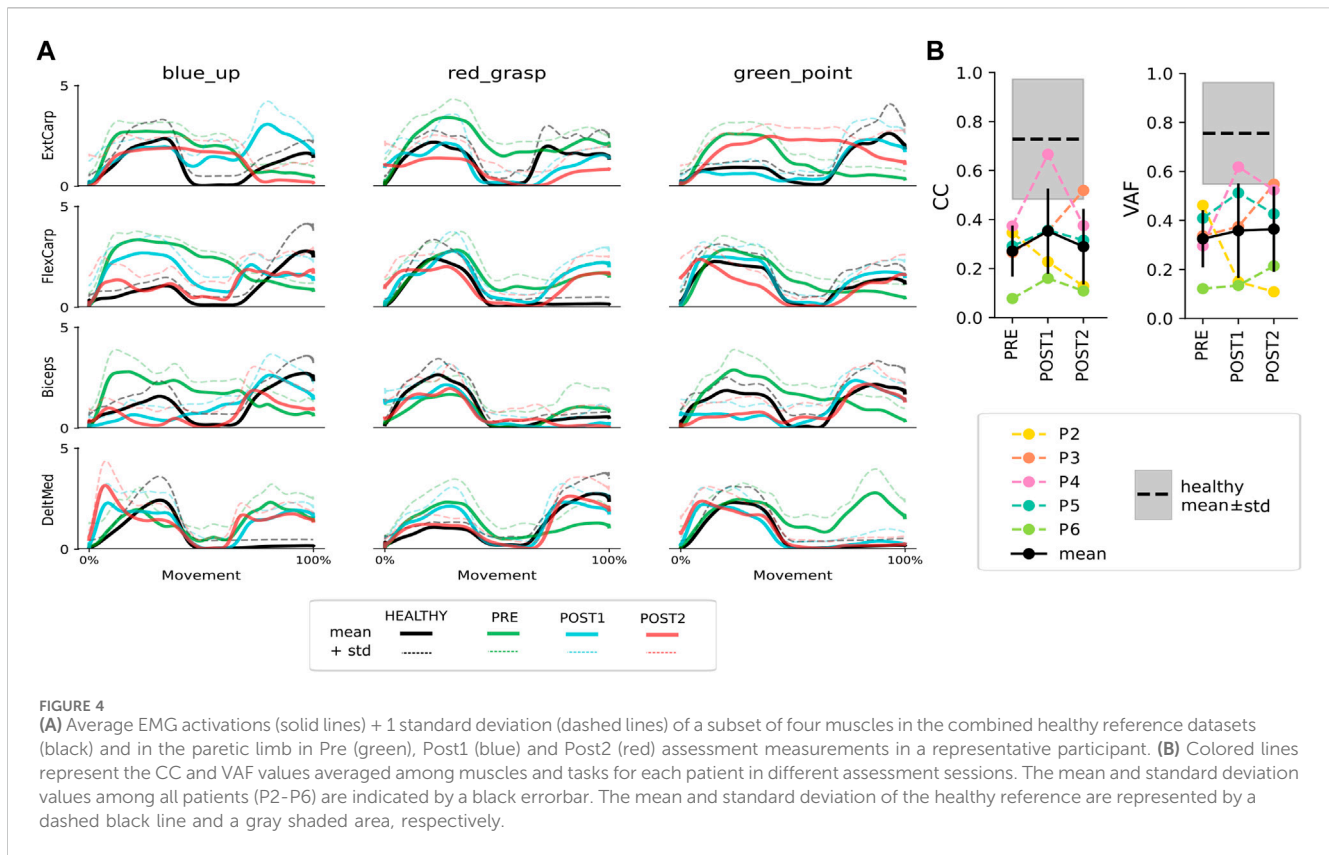 A
blue_up
red_grasp
green_point
5
ExtCarp
0
5
FlexCarp
0
5
Biceps
0
5
DeltMed
0
0%
100%
0%
100%
0%
100%
Movement
Movement
Movement
HEALTHY
PRE
POST1
POST2
mean
+ std
B
1.0
0.8
0.6
0.4
0.2
0.0
CC
PRE
POST1
POST2
1.0
0.8
0.6
0.4
0.2
0.0
VAF
PRE
POST1
POST2
P2
P3
P4
P5
P6
mean
healthy
mean±std
FIGURE 4
(A) Average EMG activations (solid lines) + 1 standard deviation (dashed lines) of a subset of four muscles in the combined healthy reference datasets
(black) and in the paretic limb in Pre (green), Post1 (blue) and Post2 (red) assessment measurements in a representative participant. (B) Colored lines
represent the CC and VAF values averaged among muscles and tasks for each patient in different assessment sessions. The mean and standard deviation
values among all patients (P2-P6) are indicated by a black errorbar. The mean and standard deviation of the healthy reference are represented by a
dashed black line and a gray shaded area, respectively.